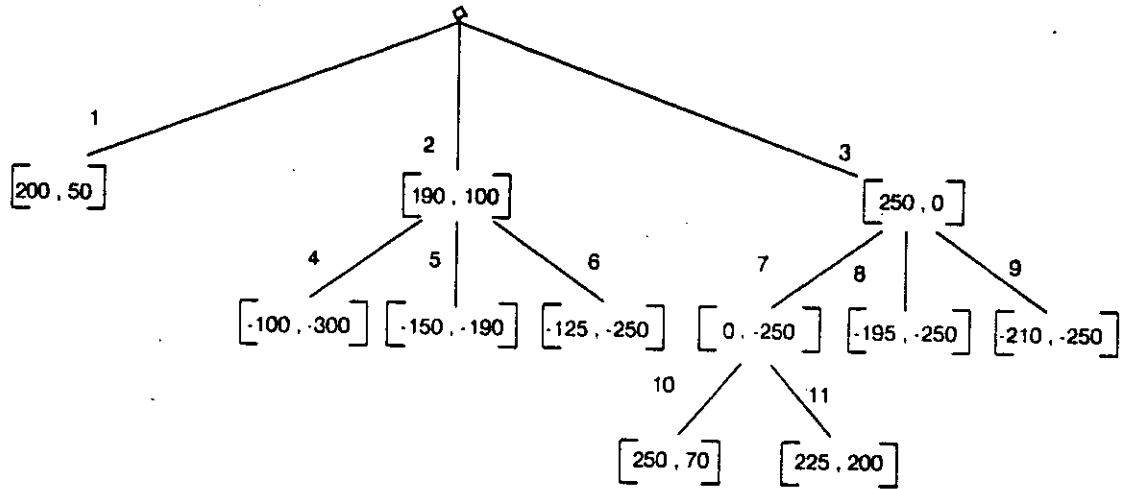 1
2
3
[200 , 50]
[190 , 100]
[250 , 0]
4
5
6
7
8
9
[-100 , -300]
[-150 , -190]
[-125 , -250]
[0 , -250]
[-195 , -250]
[-210 , -250]
10
11
[250 , 70]
[225 , 200]